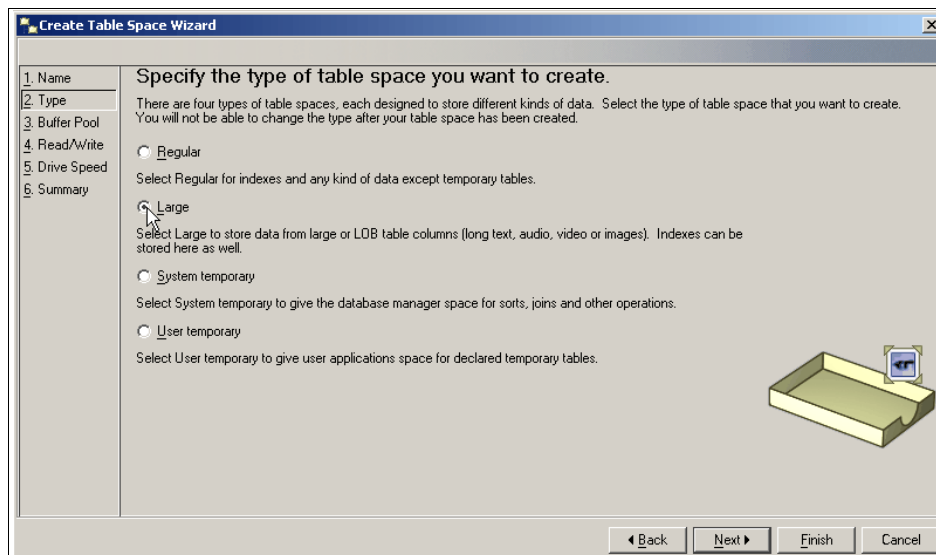 Create Table Space Wizard
1. Name
2. Type
3. Buffer Pool
4. Read/Write
5. Drive Speed
6. Summary
Specify the type of table space you want to create.
There are four types of table spaces, each designed to store different kinds of data. Select the type of table space that you want to create.
You will not be able to change the type after your table space has been created.
Regular
Select Regular for indexes and any kind of data except temporary tables.
Large
Select Large to store data from large or LOB table columns (long text, audio, video or images). Indexes can be
stored here as well.
System temporary
Select System temporary to give the database manager space for sorts, joins and other operations.
User temporary
Select User temporary to give user applications space for declared temporary tables.
Back
Next
Finish
Cancel